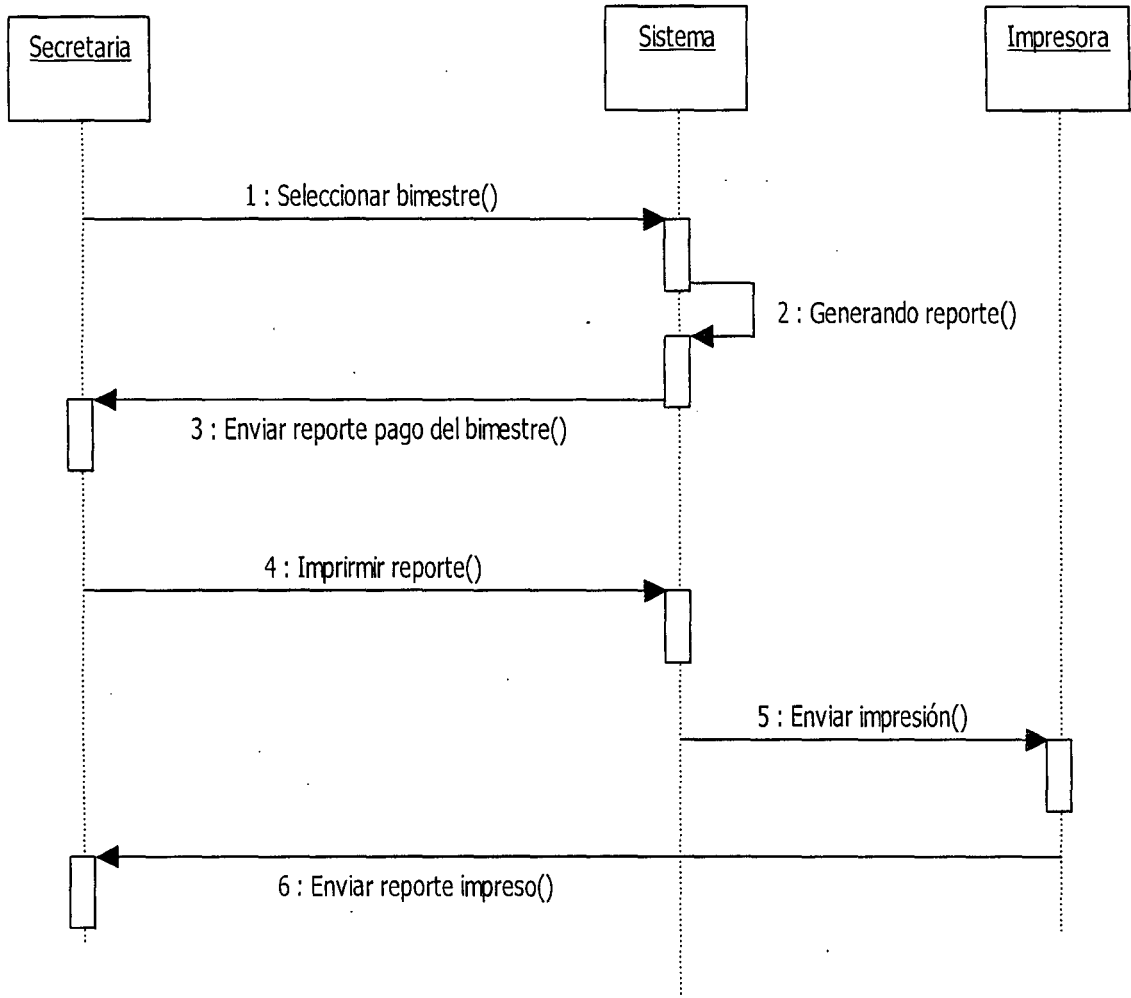 Secretaria
Sistema
Impresora
1 : Seleccionar bimestre()
2 : Generando reporte()
3 : Enviar reporte pago del bimestre()
4 : Imprirmir reporte()
5 : Enviar impresión()
6 : Enviar reporte impreso()